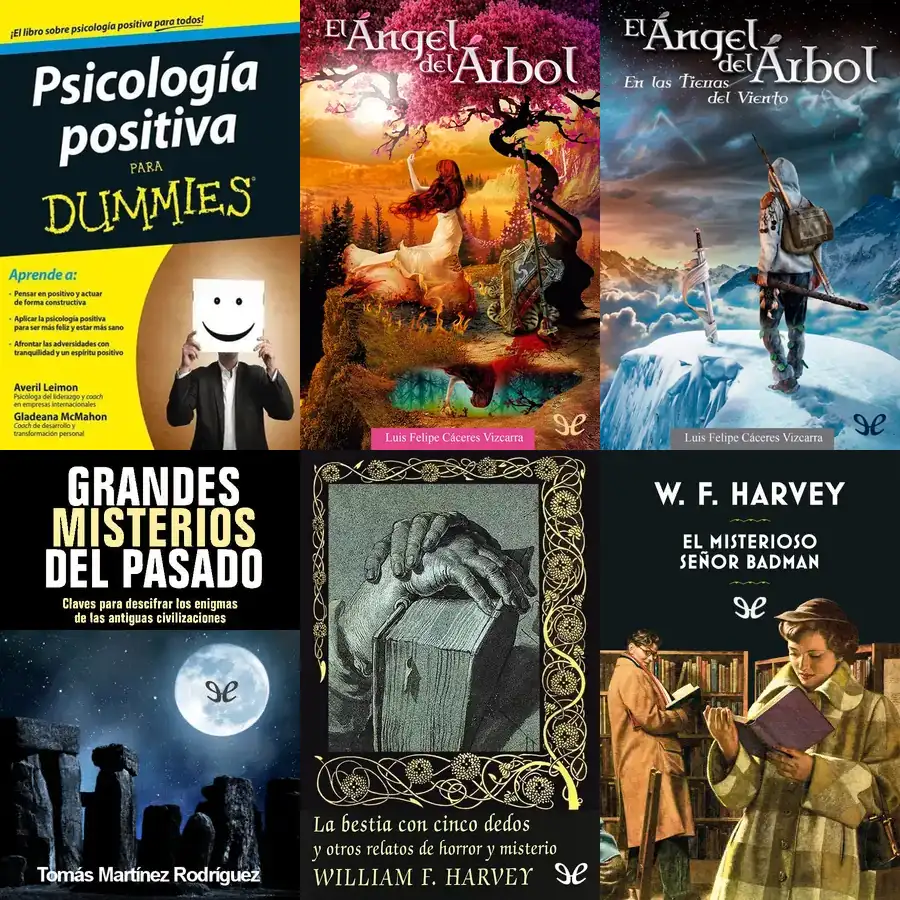 ¡El libro sobre psicología positiva para todos!
Psicología
positiva
PARA
DUMMIES®
Aprende a:
• Pensar en positivo y actuar
de forma constructiva
• Aplicar la psicología positiva
para ser más feliz y estar más sano
• Afrontar las adversidades con
tranquilidad y un espíritu positivo
Averil Leimon
Psicóloga del liderazgo y coach
en empresas internacionales
Gladeana McMahon
Coach de desarrollo y
transformación personal
El Ángel
del Árbol
Luis Felipe Cáceres Vizcarra
El Ángel
del Árbol
En las Tierras
del Viento
Luis Felipe Cáceres Vizcarra
GRANDES
MISTERIOS
DEL PASADO
Claves para descifrar los enigmas
de las antiguas civilizaciones
Tomás Martínez Rodríguez
La bestia con cinco dedos
y otros relatos de horror y misterio
WILLIAM F. HARVEY
W. F. HARVEY
EL MISTERIOSO
SEÑOR BADMAN